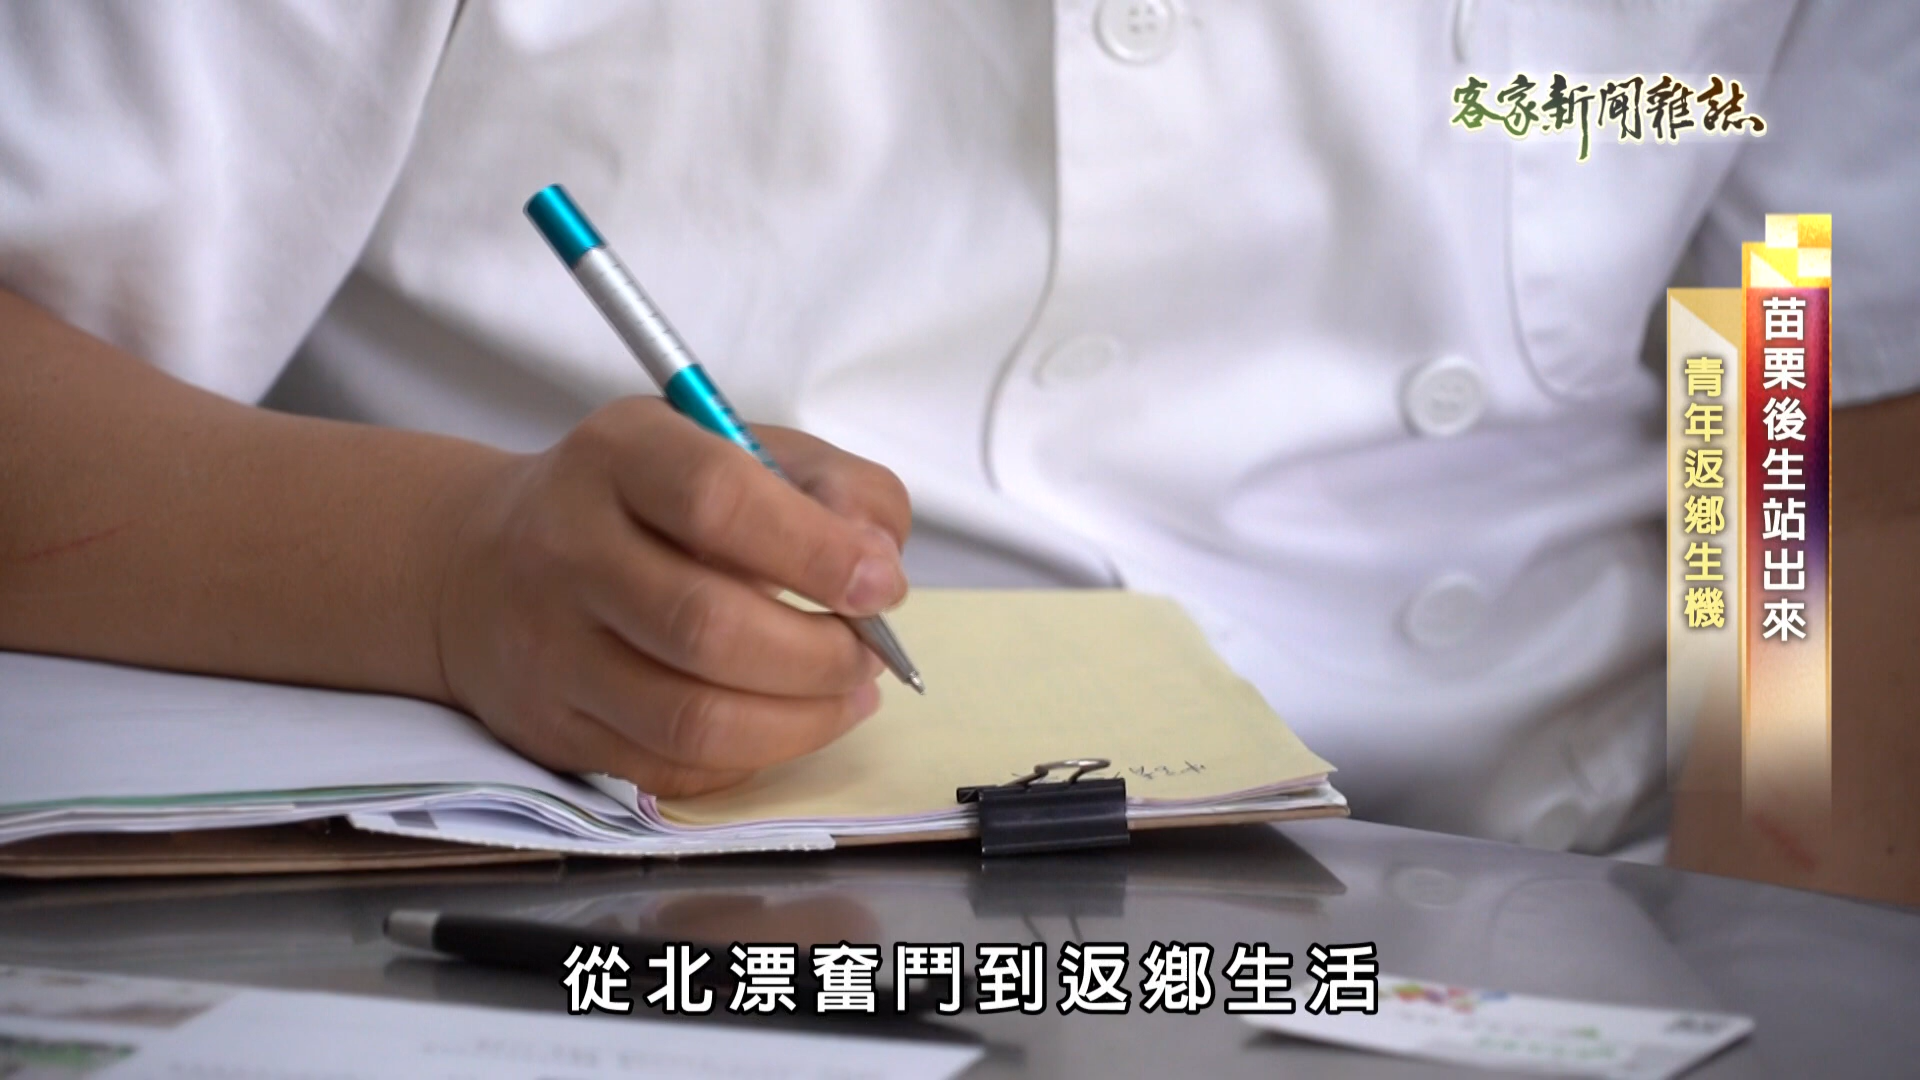 客家新聞雜誌
苗栗後生站出來
青年返鄉生機
從北漂奮鬥到返鄉生活